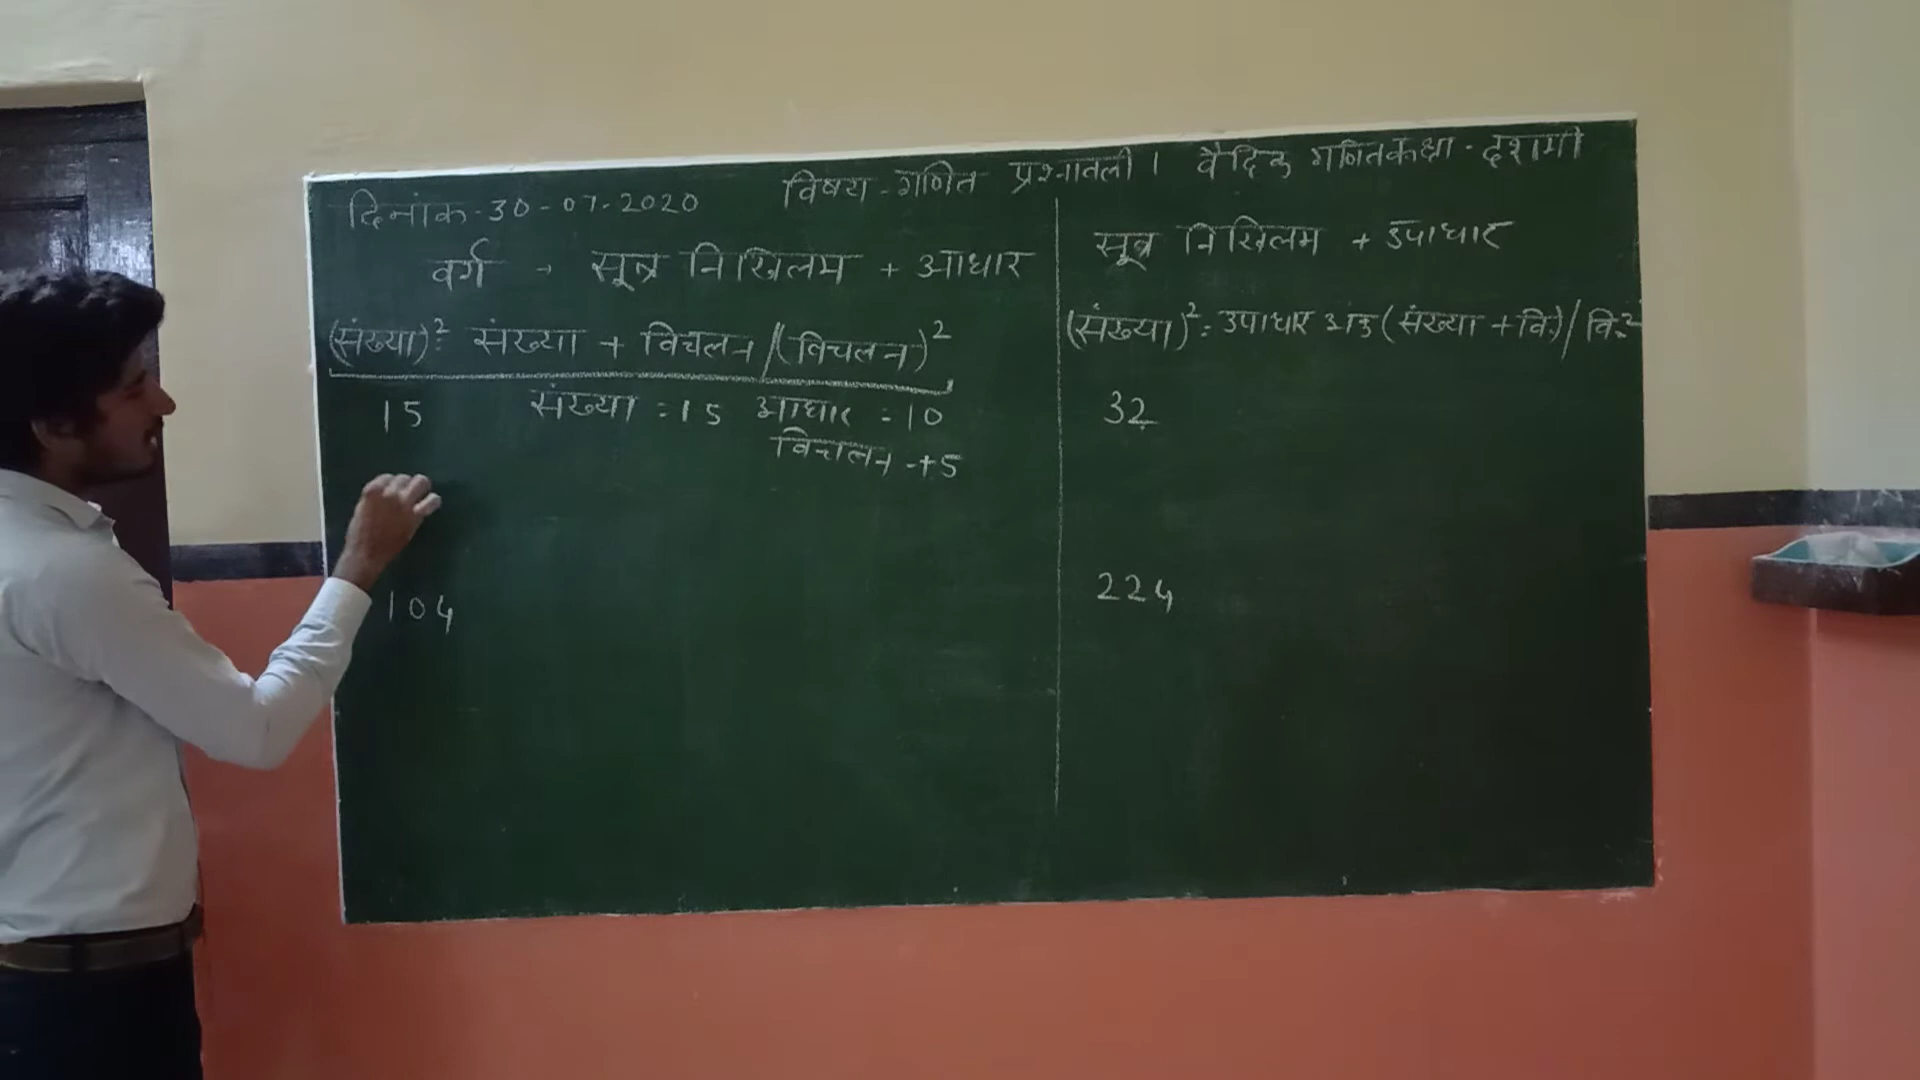 दिनांक-30-07-2020
विषय-गणित प्रश्नावली 1 वैदिक गणित कक्षा-दशमी
वर्ग → सूत्र निखिलम + आधार
(संख्या)²= संख्या + विचलन/(विचलन)²
15 संख्या = 15 आधार = 10
विचलन -+5
104
सूत्र निखिलम + उपाधार
(संख्या)² = उपाधार अंक (संख्या + वि.)/ वि.²
32
224